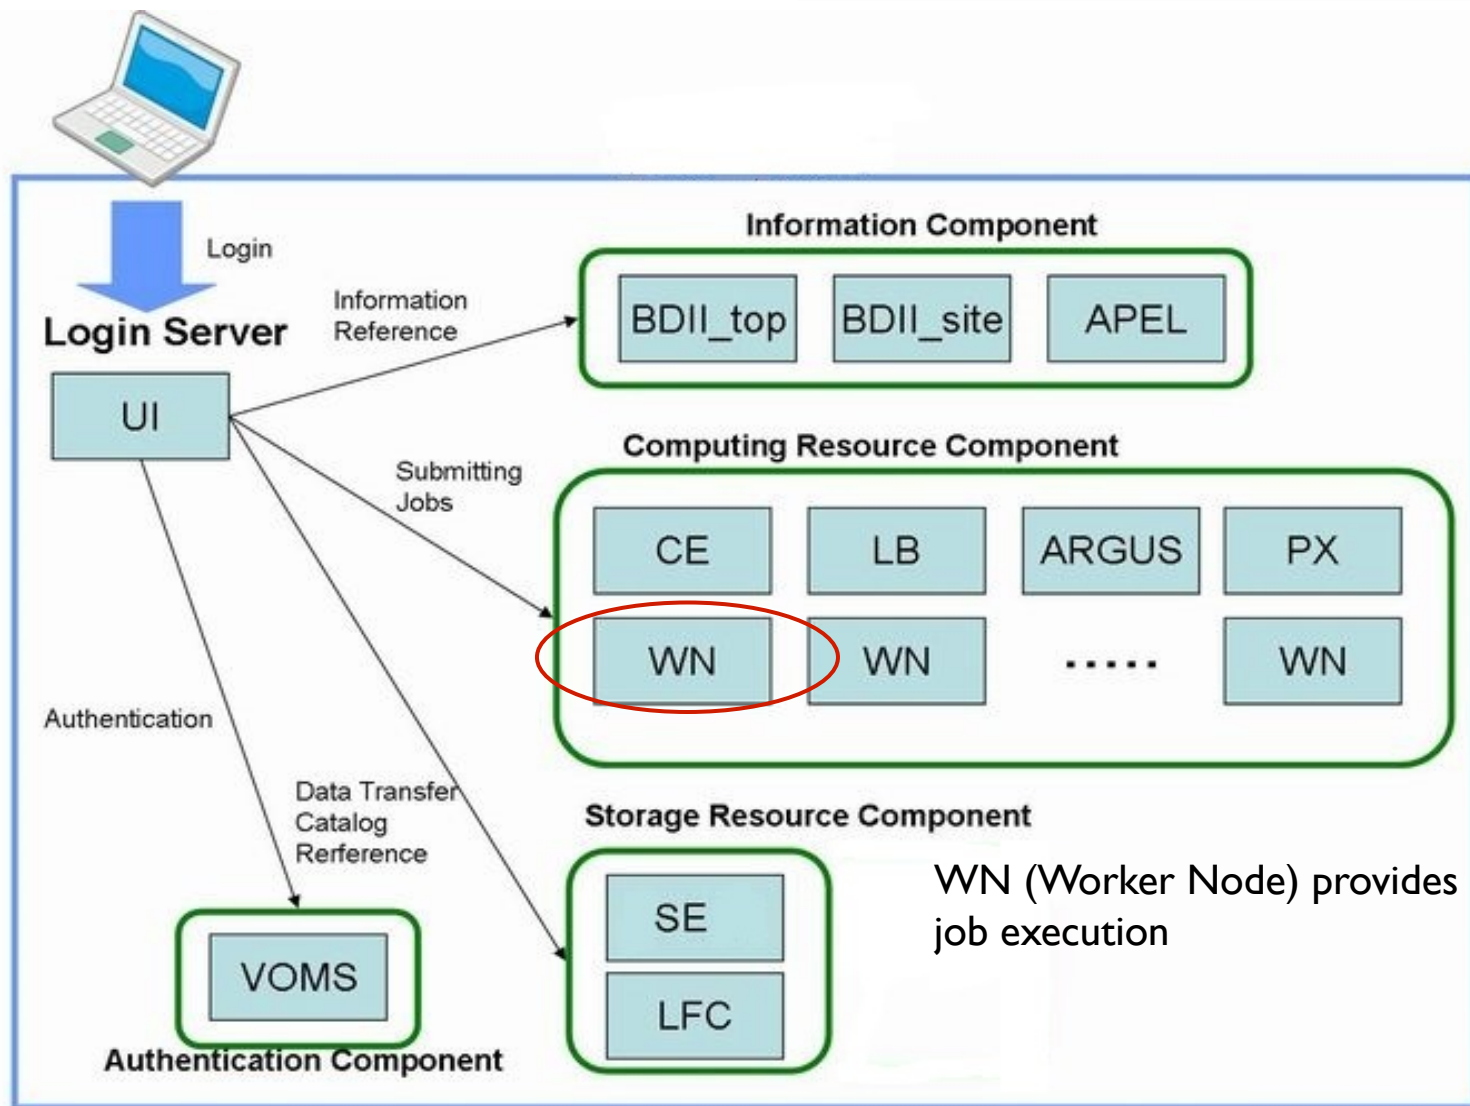 Login
Login Server
UI
Information
Reference
Information Component
BDII_top
BDII_site
APEL
Submitting
Jobs
Computing Resource Component
CE
LB
ARGUS
PX
WN
WN
.....
WN
Authentication
Data Transfer
Catalog
Rerference
Storage Resource Component
SE
LFC
WN (Worker Node) provides
job execution
VOMS
Authentication Component